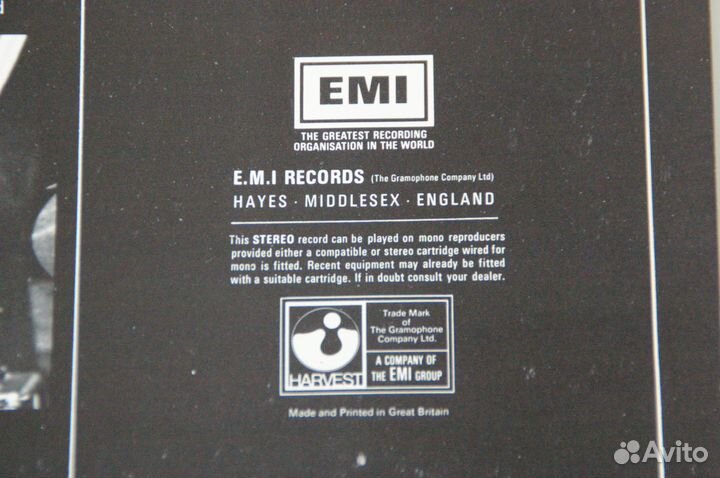 EMI
THE GREATEST RECORDING
ORGANISATION IN THE WORLD
E.M.I RECORDS (The Gramophone Company Ltd)
HAYES · MIDDLESEX · ENGLAND
This STEREO record can be played on mono reproducers
provided either a compatible or stereo cartridge wired for
mono is fitted. Recent equipment may already be fitted
with a suitable cartridge. If in doubt consult your dealer.
HARVEST
Trade Mark
of
The Gramophone
Company Ltd.
A COMPANY OF
THE EMI GROUP
Made and Printed in Great Britain
Avito